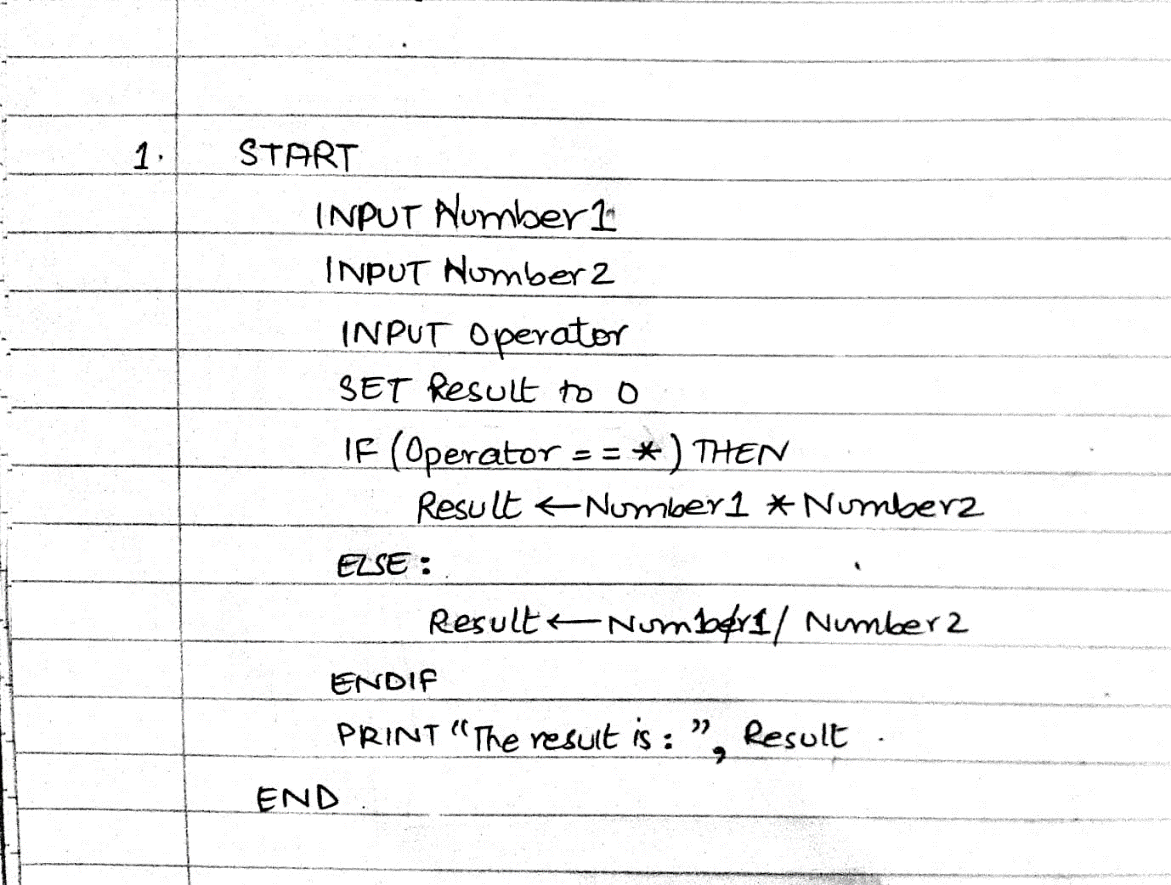 1. START
INPUT Number1
INPUT Number2
INPUT Operator
SET Result to 0
IF (Operator == *) THEN
Result ← Number1 * Number2
ELSE:
Result ← Number1 / Number2
ENDIF
PRINT "The result is : ", Result
END